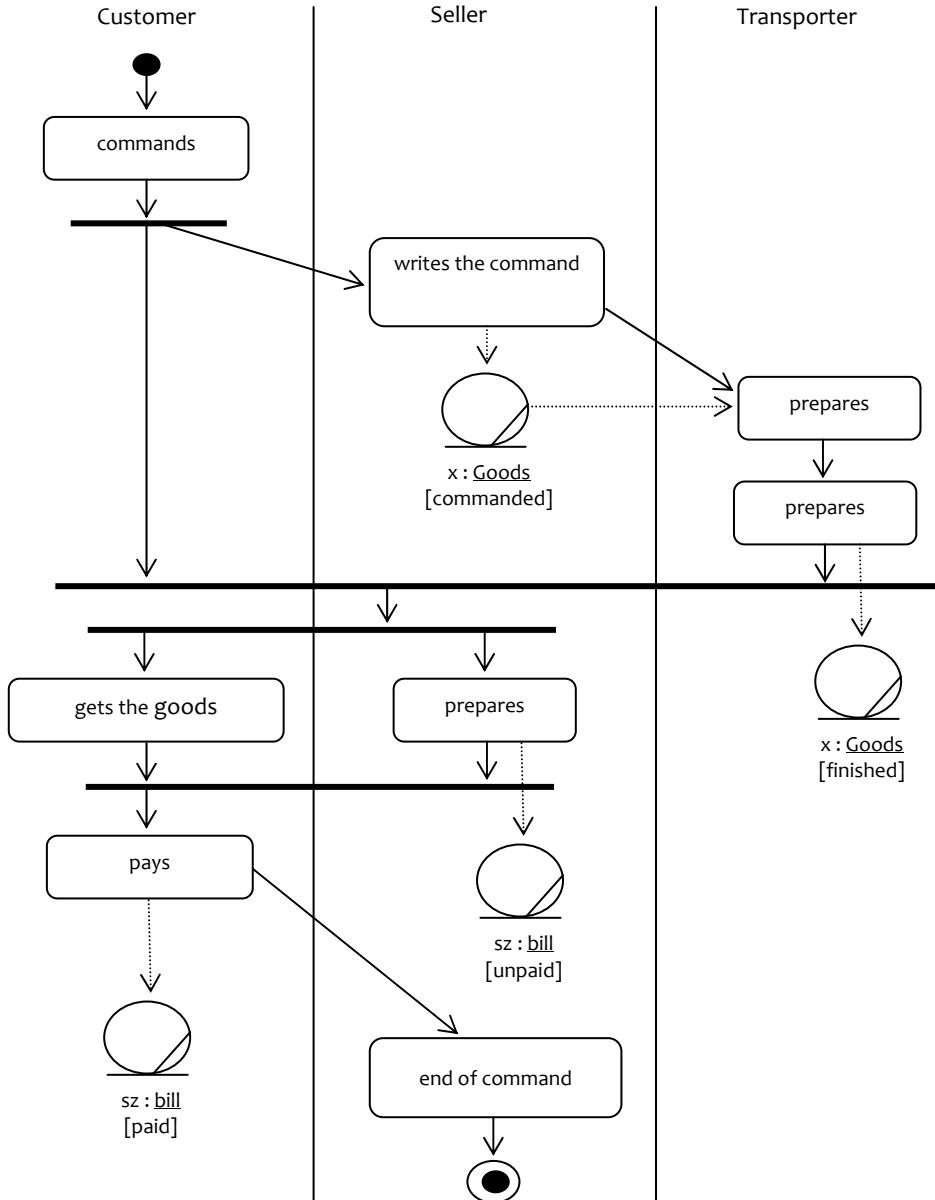 Customer
Seller
Transporter
commands
writes the command
prepares
x : Goods
[commanded]
prepares
gets the goods
prepares
x : Goods
[finished]
pays
sz : bill
[unpaid]
end of command
sz : bill
[paid]